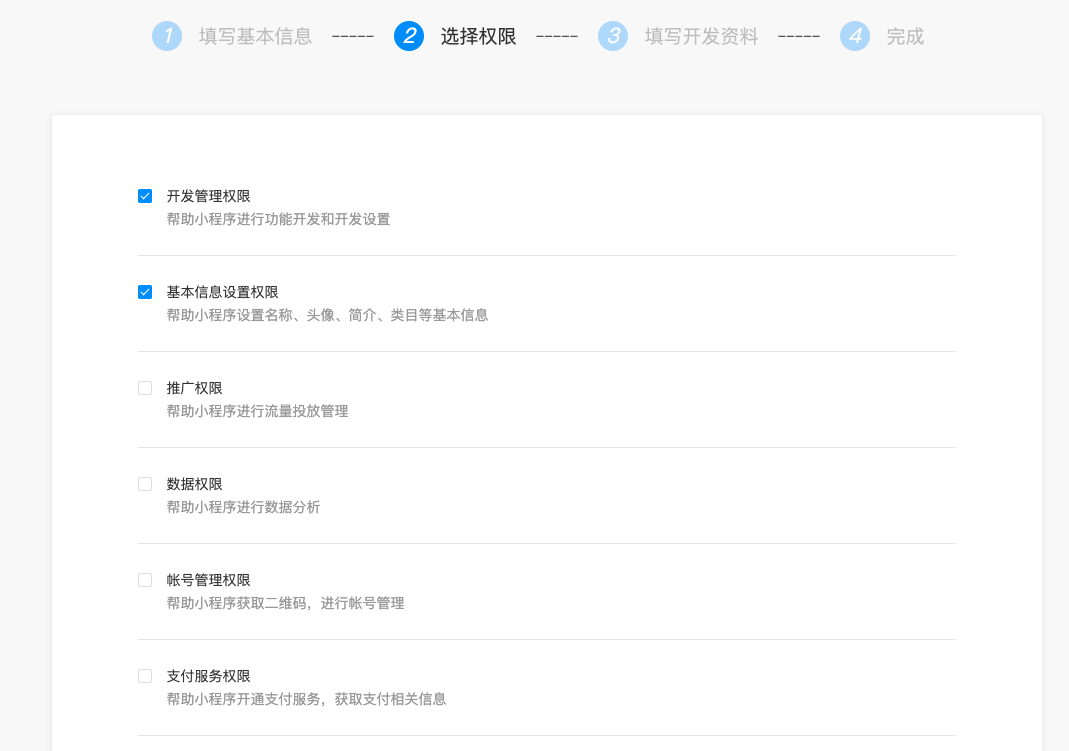 1 填写基本信息 ----- 2 选择权限 ----- 3 填写开发资料 ----- 4 完成
开发管理权限
帮助小程序进行功能开发和开发设置
基本信息设置权限
帮助小程序设置名称、头像、简介、类目等基本信息
推广权限
帮助小程序进行流量投放管理
数据权限
帮助小程序进行数据分析
帐号管理权限
帮助小程序获取二维码，进行帐号管理
支付服务权限
帮助小程序开通支付服务，获取支付相关信息